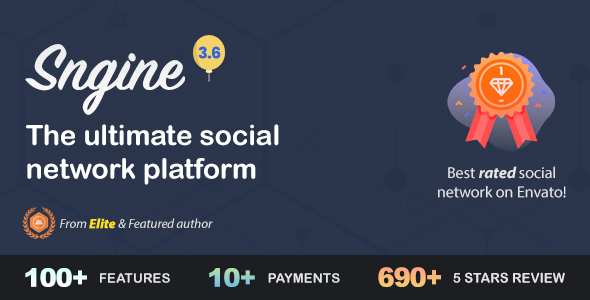 Sngine
3.6
The ultimate social
network platform
From Elite & Featured author
1
Best rated social
network on Envato!
100+ FEATURES
10+ PAYMENTS
690+ 5 STARS REVIEW